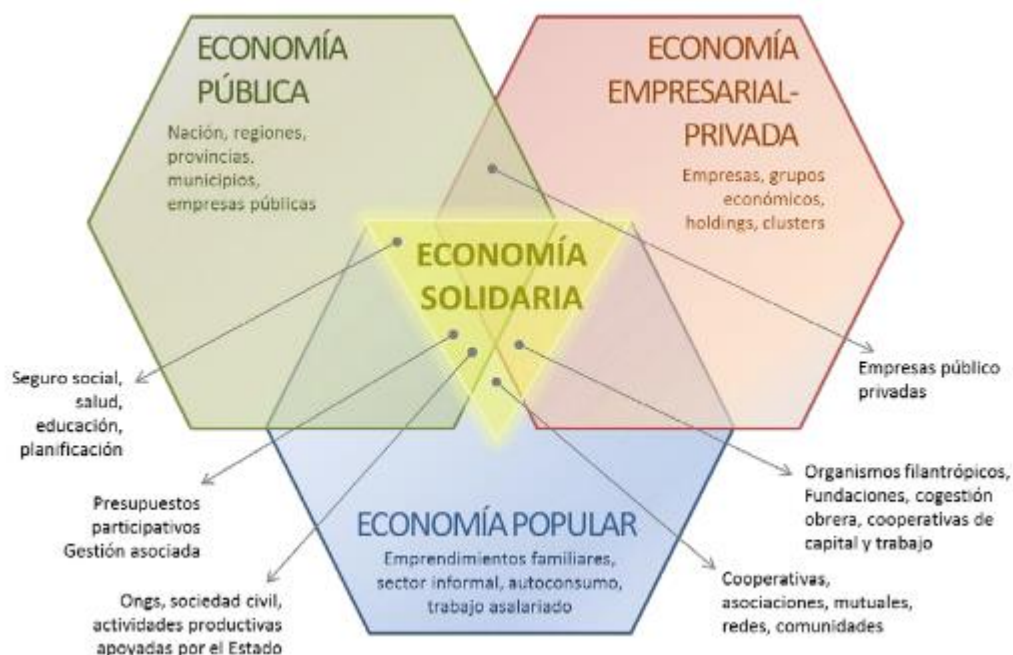 ECONOMÍA
PÚBLICA
Nación, regiones,
provincias,
municipios,
empresas públicas
ECONOMÍA
EMPRESARIAL-
PRIVADA
Empresas, grupos
económicos,
holdings, clusters
ECONOMÍA
SOLIDARIA
Seguro social,
salud,
educación,
planificación
Empresas público
privadas
Presupuestos
participativos
Gestión asociada
Organismos filantrópicos,
Fundaciones, cogestión
obrera, cooperativas de
capital y trabajo
ECONOMÍA POPULAR
Emprendimientos familiares,
sector informal, autoconsumo,
trabajo asalariado
Ongs, sociedad civil,
actividades productivas
apoyadas por el Estado
Cooperativas,
asociaciones, mutuales,
redes, comunidades